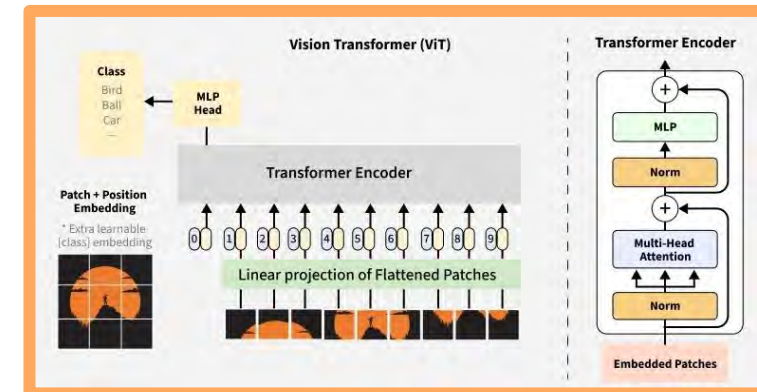 Vision Transformer (ViT)
Class
Bird
Ball
Car
...
MLP
Head
Transformer Encoder
Patch + Position
Embedding
* Extra learnable
[class] embedding
0 1 2 3 4 5 6 7 8 9
Linear projection of Flattened Patches
Transformer Encoder
+
MLP
Norm
+
Multi-Head
Attention
Norm
Embedded Patches